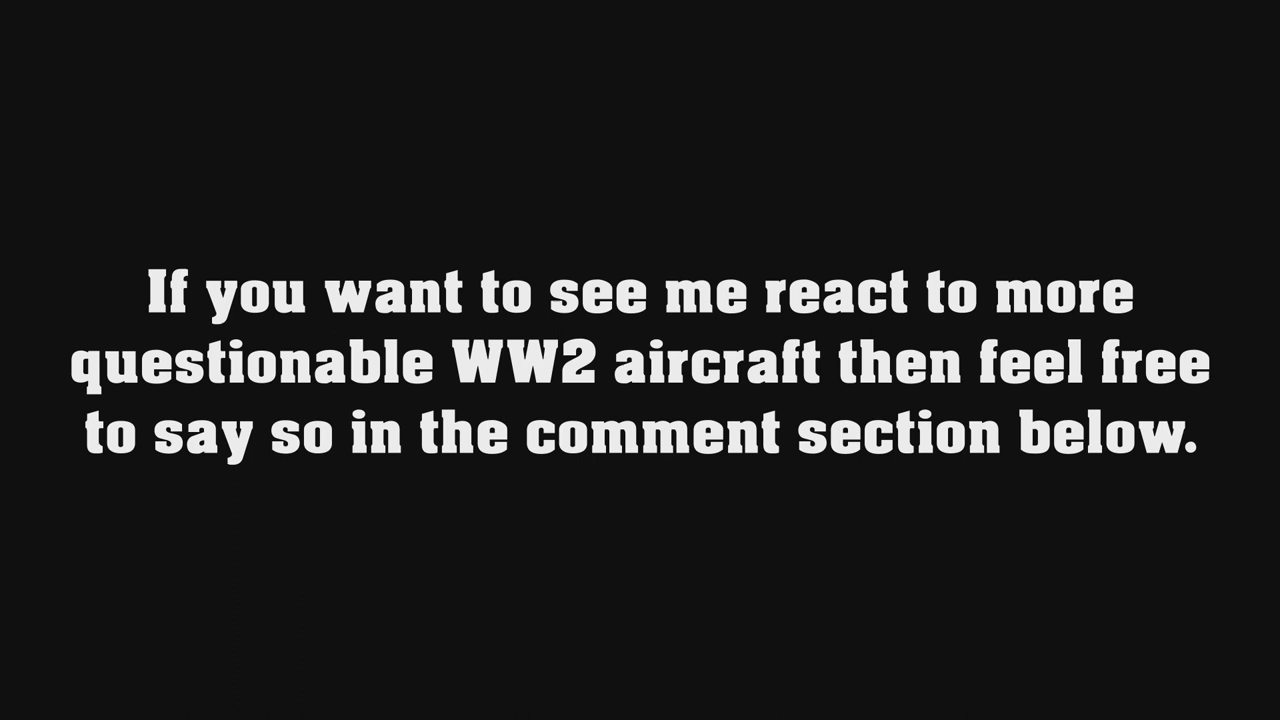 If you want to see me react to more
questionable WW2 aircraft then feel free
to say so in the comment section below.